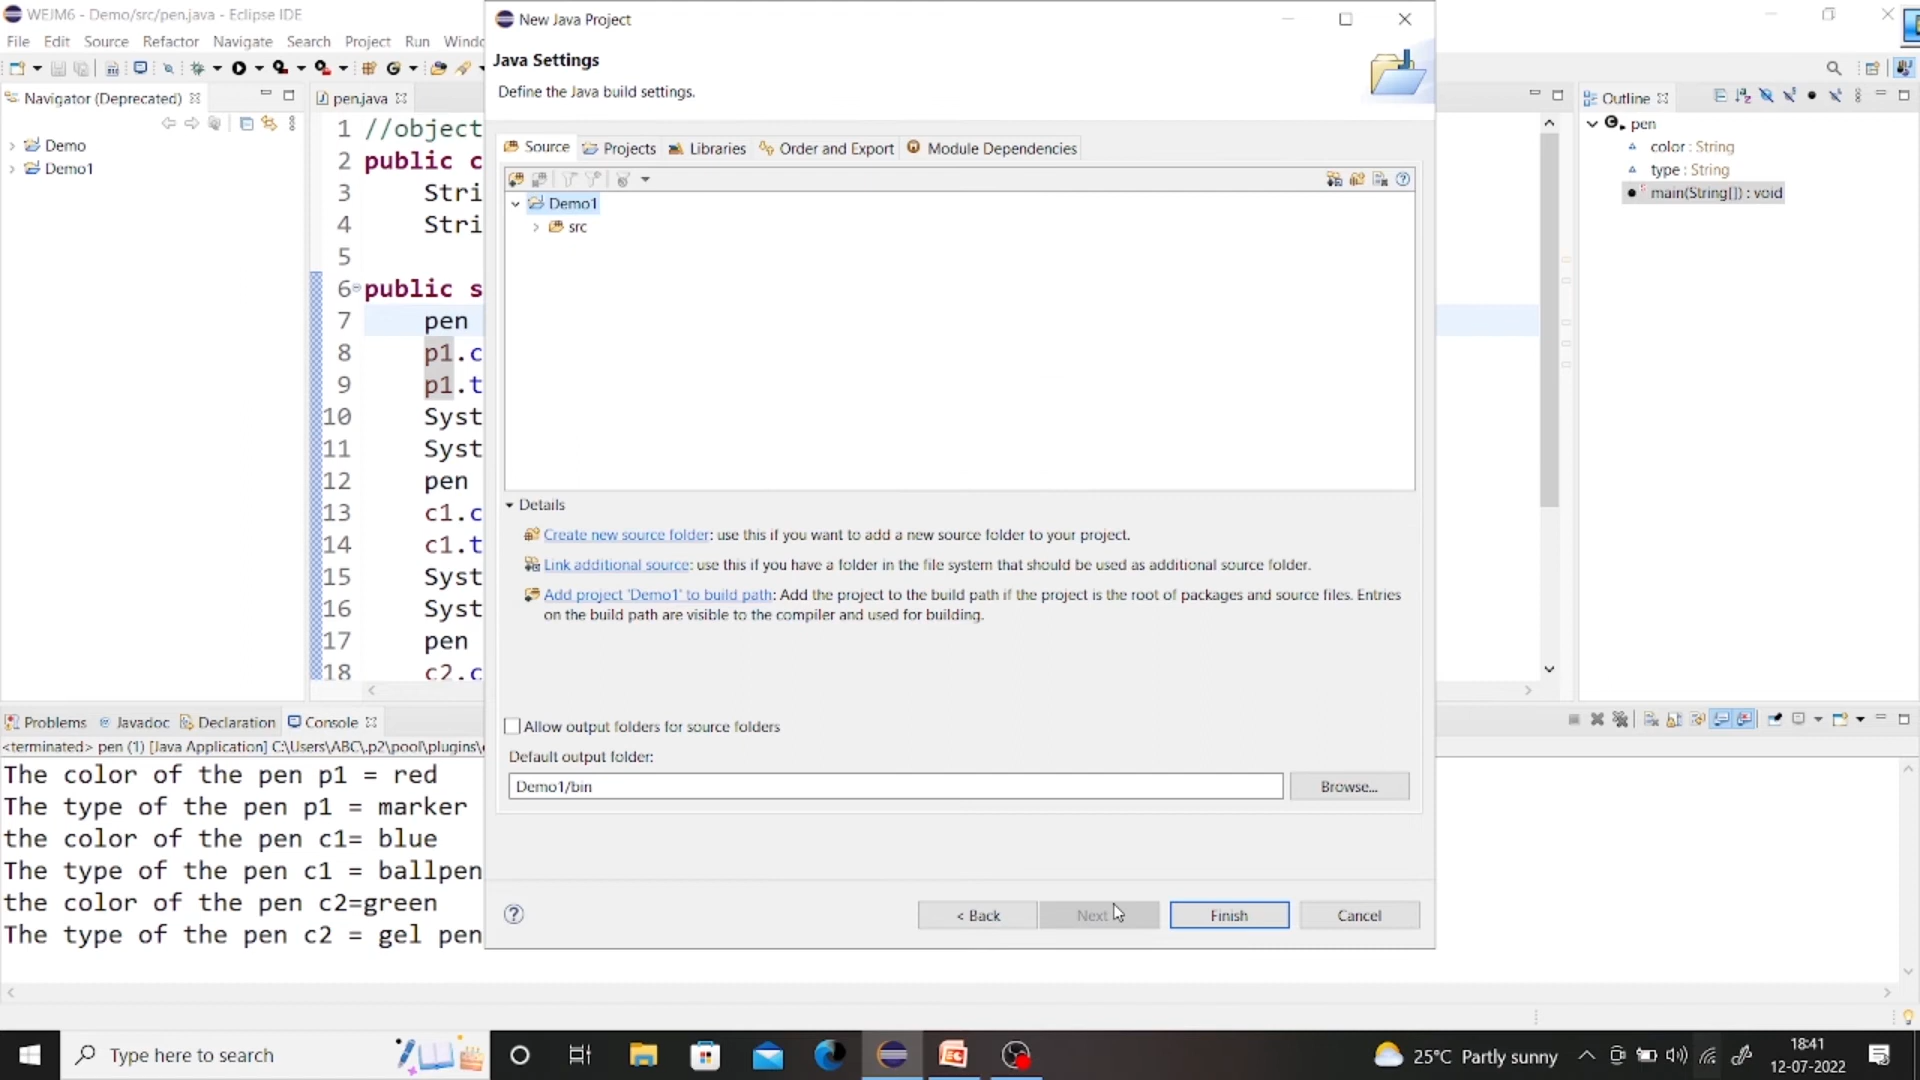 WEJM6 - Demo/src/pen.java - Eclipse IDE
File Edit Source Refactor Navigate Search Project Run Windo
Navigator (Deprecated)
Demo
Demo1
pen.java
1 //object
2 public c
3 Stri
4 Stri
5
6 public s
7 pen
8 p1.c
9 p1.t
10 Syst
11 Syst
12 pen
13 c1.c
14 c1.t
15 Syst
16 Syst
17 pen
18 c2.c
New Java Project
Java Settings
Define the Java build settings.
Source Projects Libraries Order and Export Module Dependencies
Demo1
src
Details
Create new source folder: use this if you want to add a new source folder to your project.
Link additional source: use this if you have a folder in the file system that should be used as additional source folder.
Add project 'Demo1' to build path: Add the project to the build path if the project is the root of packages and source files. Entries
on the build path are visible to the compiler and used for building.
Allow output folders for source folders
Default output folder:
Demo1/bin
Browse...
< Back Next Finish Cancel
Outline
pen
color : String
type : String
main(String[]) : void
Problems Javadoc Declaration Console
<terminated> pen (1) [Java Application] C:\Users\ABC\.p2\pool\plugins\
The color of the pen p1 = red
The type of the pen p1 = marker
the color of the pen c1= blue
The type of the pen c1 = ballpen
the color of the pen c2=green
The type of the pen c2 = gel pen
Type here to search
25°C Partly sunny
18:41
12-07-2022